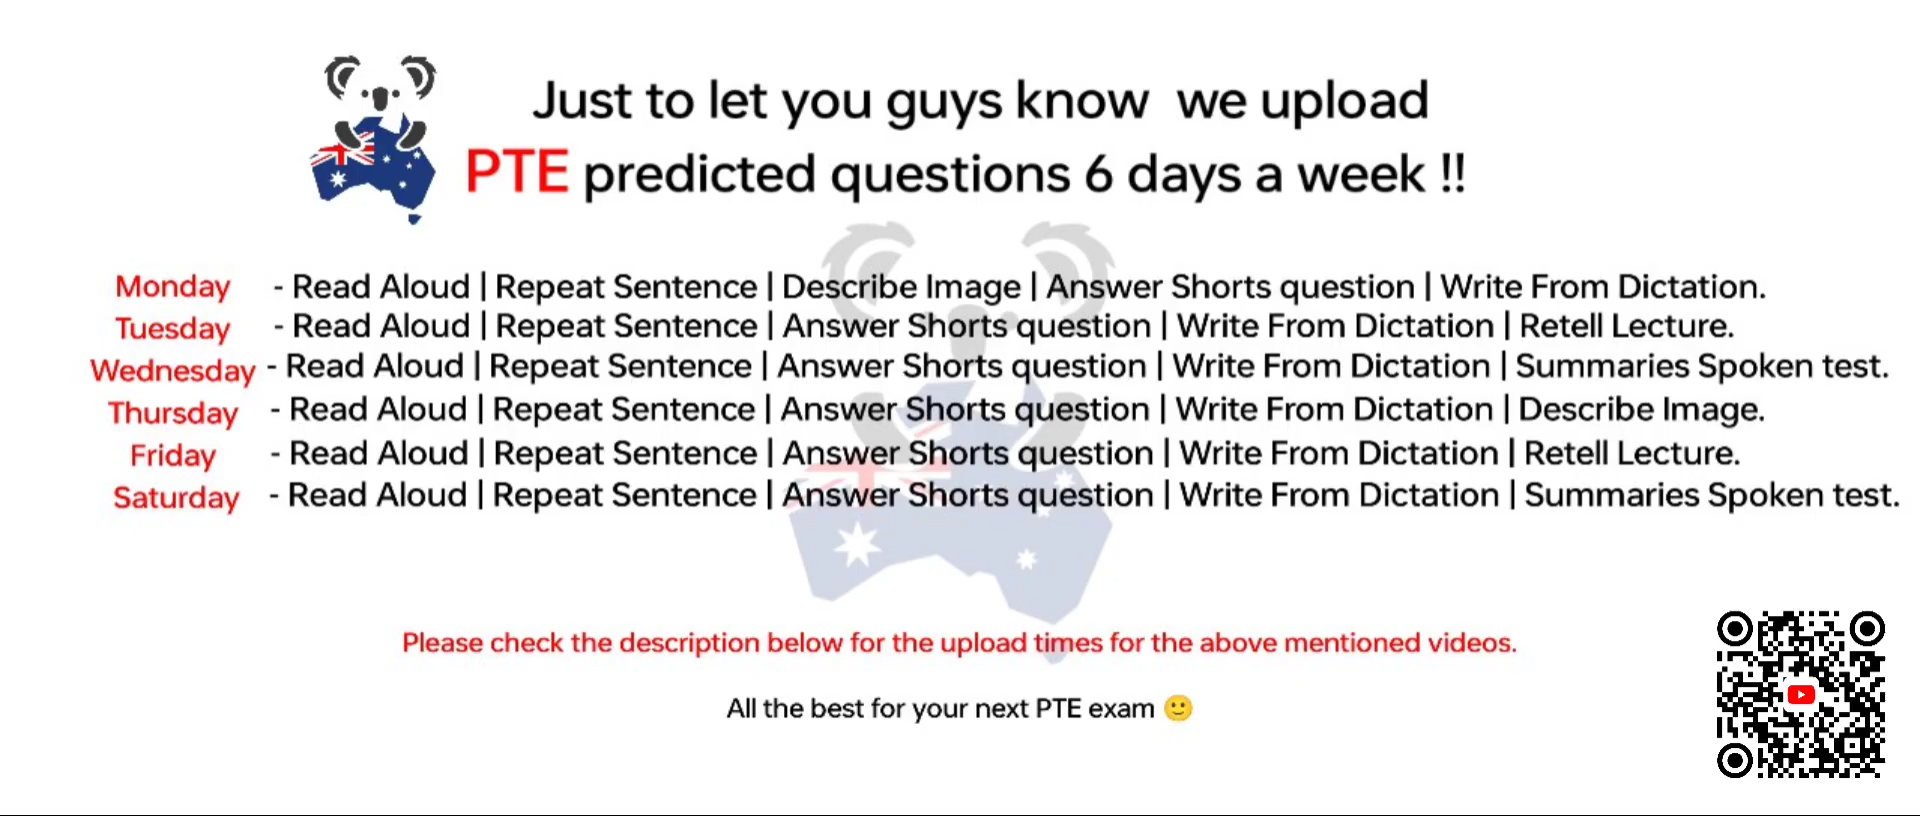 Just to let you guys know we upload
PTE predicted questions 6 days a week !!
Monday - Read Aloud | Repeat Sentence | Describe Image | Answer Shorts question | Write From Dictation.
Tuesday - Read Aloud | Repeat Sentence | Answer Shorts question | Write From Dictation | Retell Lecture.
Wednesday - Read Aloud | Repeat Sentence | Answer Shorts question | Write From Dictation | Summaries Spoken test.
Thursday - Read Aloud | Repeat Sentence | Answer Shorts question | Write From Dictation | Describe Image.
Friday - Read Aloud | Repeat Sentence | Answer Shorts question | Write From Dictation | Retell Lecture.
Saturday - Read Aloud | Repeat Sentence | Answer Shorts question | Write From Dictation | Summaries Spoken test.
Please check the description below for the upload times for the above mentioned videos.
All the best for your next PTE exam 🙂